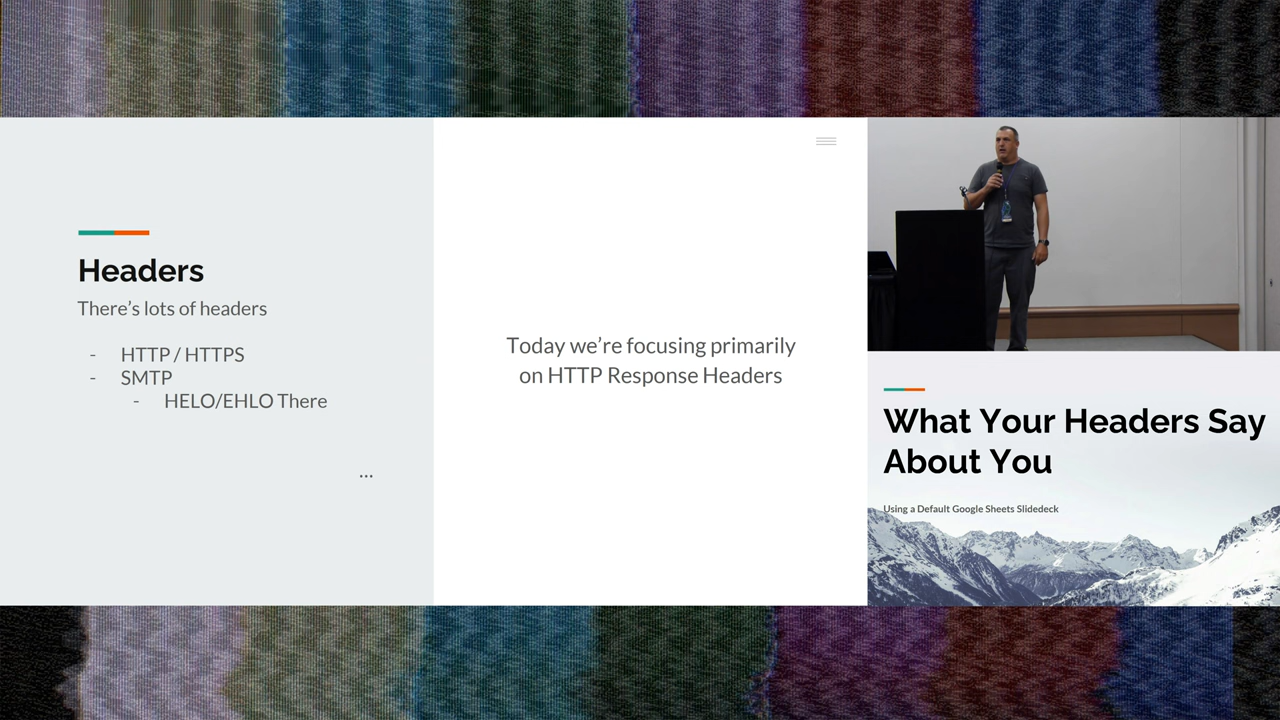 Headers
There’s lots of headers
- HTTP / HTTPS
- SMTP
- HELO/EHLO There
...
Today we’re focusing primarily
on HTTP Response Headers
What Your Headers Say
About You
Using a Default Google Sheets Slidedeck